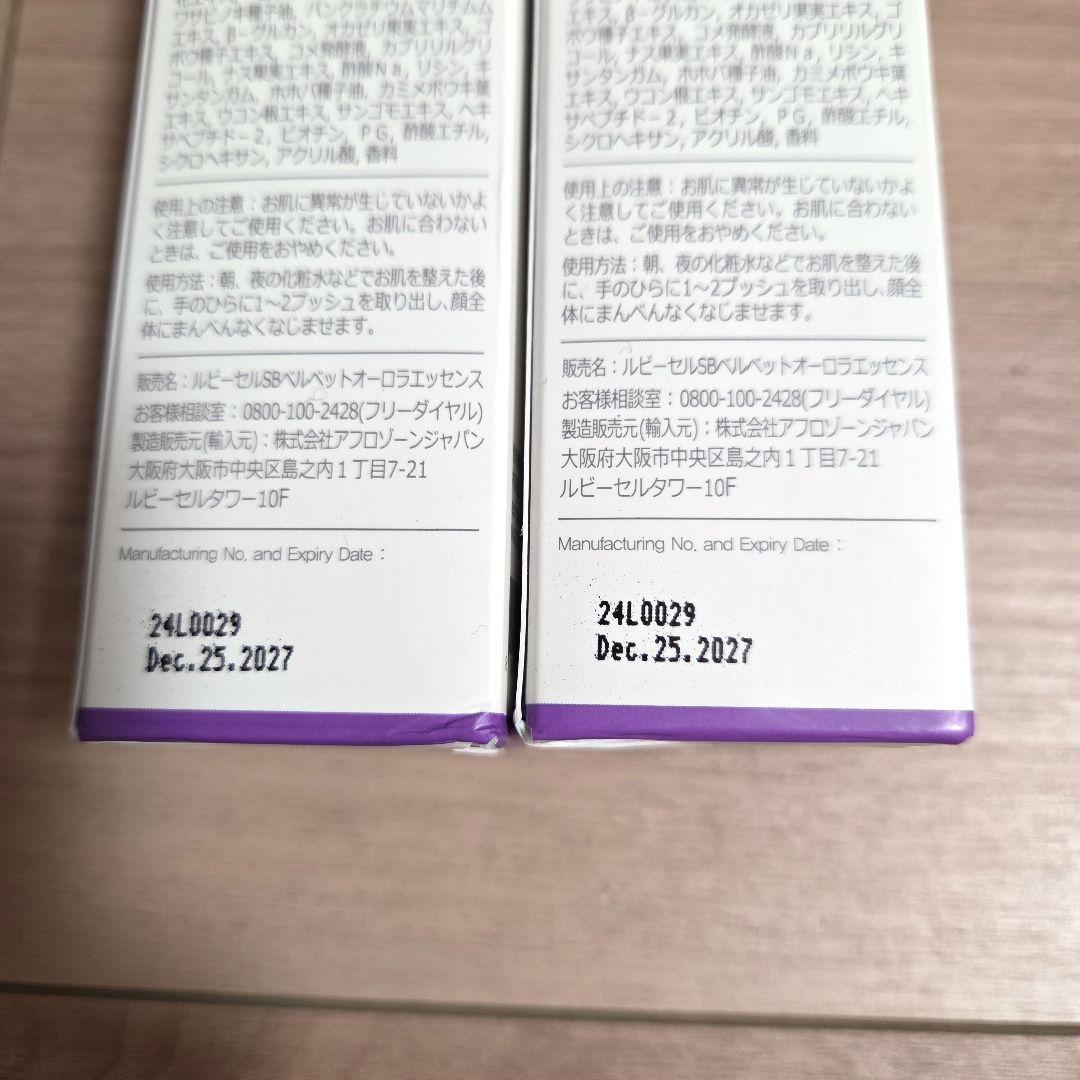 ワサビノキ種子油, パンクラチウムマリチムム
エキス, β-グルカン, オカゼリ果実エキス, ゴ
ボウ種子エキス, コメ発酵液, カプリリルグリ
コール, ナス果実エキス, 酢酸Na, リシン, キ
サンタンガム, ホホバ種子油, カミメボウキ葉
エキス, ウコン根エキス, サンゴモエキス, ヘキ
サペプチド-2, ビオチン, PG, 酢酸エチル,
シクロヘキサン, アクリル酸, 香料
使用上の注意：お肌に異常が生じていないかよ
く注意してご使用ください。お肌に合わない
ときは、ご使用をおやめください。
使用方法：朝、夜の化粧水などでお肌を整えた後
に、手のひらに1～2プッシュを取り出し、顔全
体にまんべんなくなじませます。
販売名：ルビーセルSBベルベットオーロラエッセンス
お客様相談室：0800-100-2428(フリーダイヤル)
製造販売元(輸入元)：株式会社アフロゾーンジャパン
大阪府大阪市中央区島之内１丁目7-21
ルビーセルタワー10F
Manufacturing No. and Expiry Date :
24L0029
Dec.25.2027
エキス, β-グルカン, オカゼリ果実エキス, ゴ
ボウ種子エキス, コメ発酵液, カプリリルグリ
コール, ナス果実エキス, 酢酸Na, リシン, キ
サンタンガム, ホホバ種子油, カミメボウキ葉
エキス, ウコン根エキス, サンゴモエキス, ヘキ
サペプチド-2, ビオチン, PG, 酢酸エチル,
シクロヘキサン, アクリル酸, 香料
使用上の注意：お肌に異常が生じていないかよ
く注意してご使用ください。お肌に合わない
ときは、ご使用をおやめください。
使用方法：朝、夜の化粧水などでお肌を整えた後
に、手のひらに1～2プッシュを取り出し、顔全
体にまんべんなくなじませます。
販売名：ルビーセルSBベルベットオーロラエッセンス
お客様相談室：0800-100-2428(フリーダイヤル)
製造販売元(輸入元)：株式会社アフロゾーンジャパン
大阪府大阪市中央区島之内１丁目7-21
ルビーセルタワー10F
Manufacturing No. and Expiry Date :
24L0029
Dec.25.2027